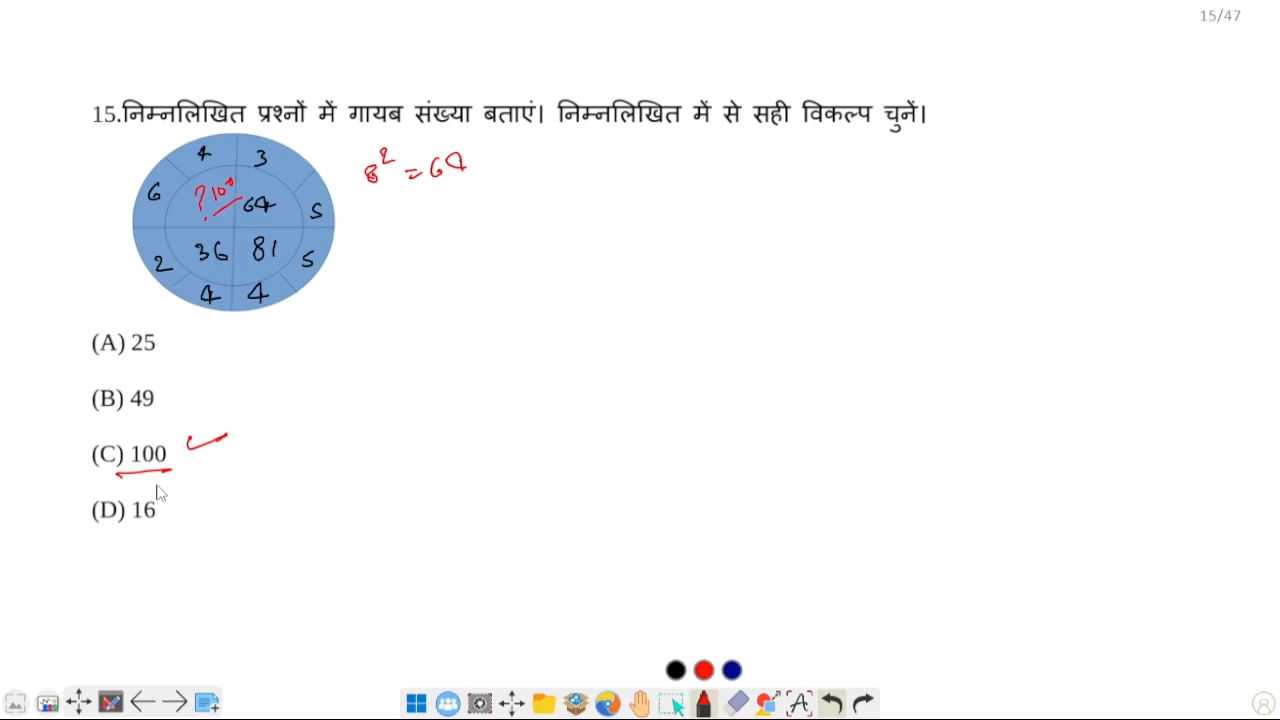 15/47
15.निम्नलिखित प्रश्नों में गायब संख्या बताएं। निम्नलिखित में से सही विकल्प चुनें।
4 3
8² = 64
6 ? 100 64 5
2 36 81 5
4 4
(A) 25
(B) 49
(C) 100
(D) 16